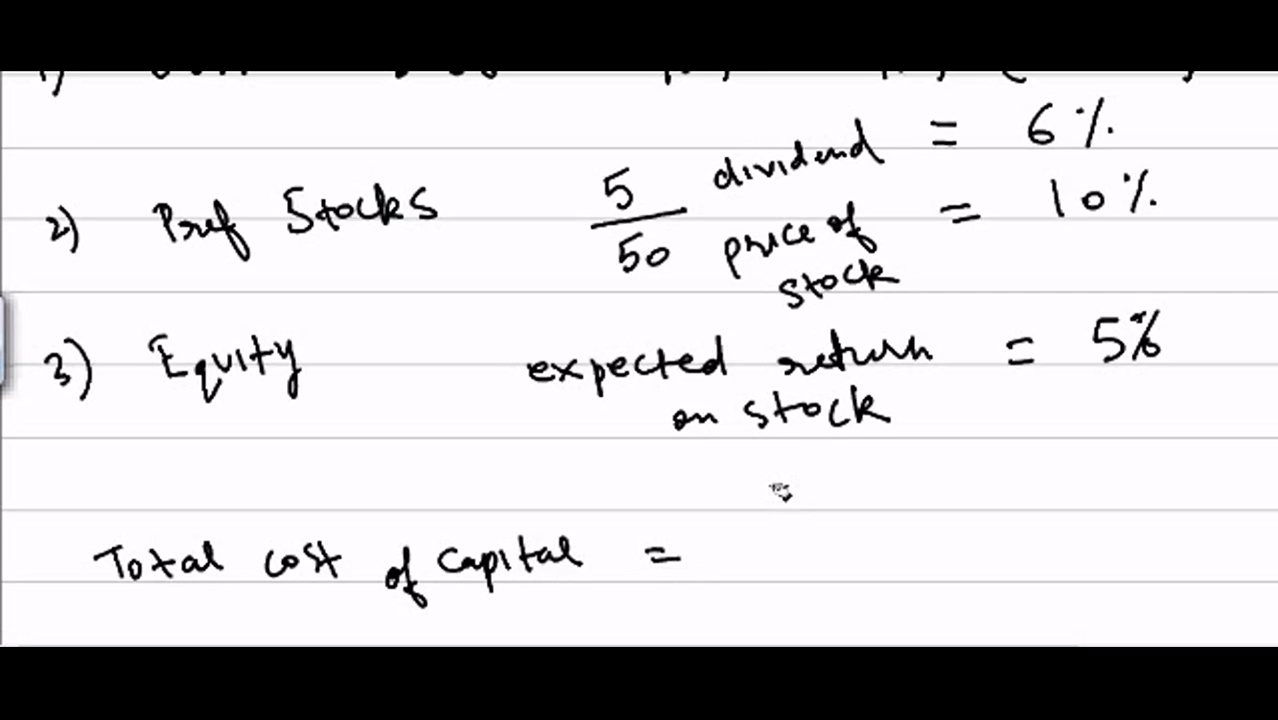 = 6%
2) Pref Stocks 5/50 dividend price of stock = 10%
3) Equity expected return on stock = 5%
Total cost of capital =